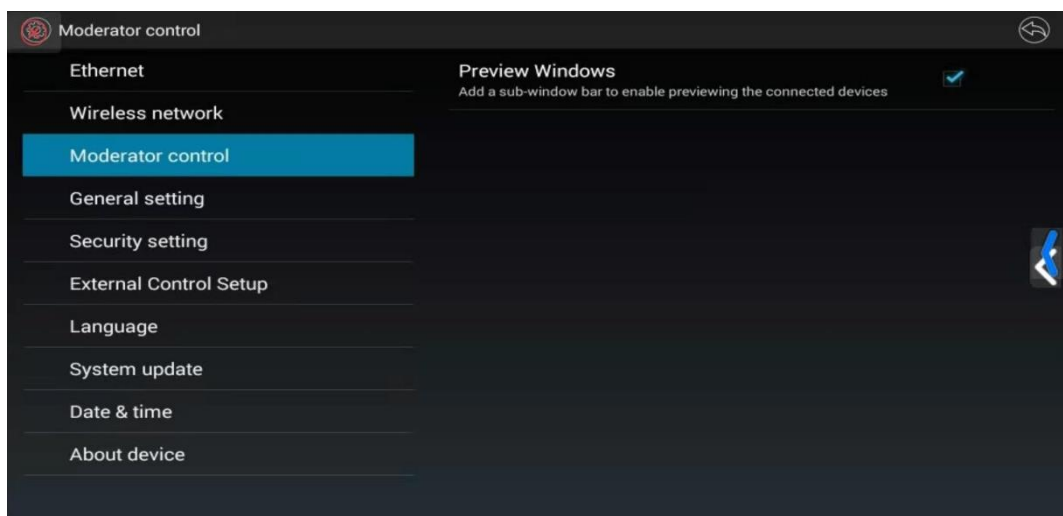 Moderator control
Ethernet
Wireless network
Moderator control
General setting
Security setting
External Control Setup
Language
System update
Date & time
About device
Preview Windows
Add a sub-window bar to enable previewing the connected devices